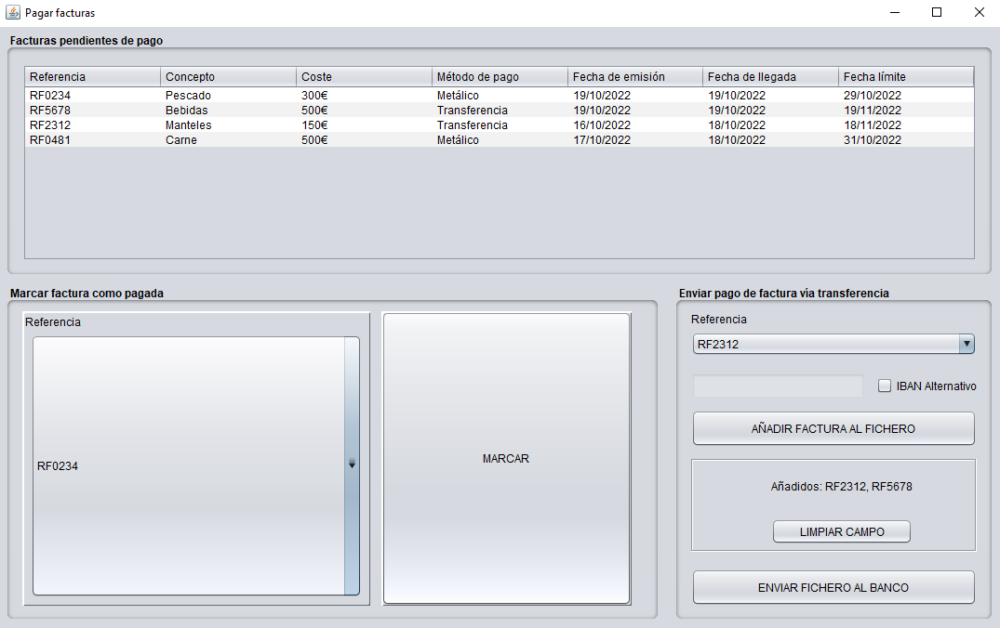 Pagar facturas
Facturas pendientes de pago
Referencia Concepto Coste Método de pago Fecha de emisión Fecha de llegada Fecha límite
RF0234 Pescado 300€ Metálico 19/10/2022 19/10/2022 29/10/2022
RF5678 Bebidas 500€ Transferencia 19/10/2022 19/10/2022 19/11/2022
RF2312 Manteles 150€ Transferencia 16/10/2022 18/10/2022 18/11/2022
RF0481 Carne 500€ Metálico 17/10/2022 18/10/2022 31/10/2022
Marcar factura como pagada
Referencia
RF0234
MARCAR
Enviar pago de factura vía transferencia
Referencia
RF2312
IBAN Alternativo
AÑADIR FACTURA AL FICHERO
Añadidos: RF2312, RF5678
LIMPIAR CAMPO
ENVIAR FICHERO AL BANCO